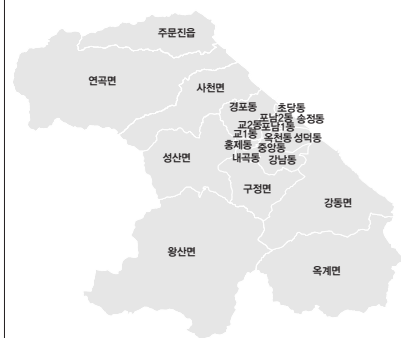 주문진읍
연곡면
사천면
경포동
초당동
포남2동
송정동
교2동
포남1동
교1동
옥천동
성덕동
홍제동
중앙동
성산면
내곡동
강남동
구정면
강동면
왕산면
옥계면